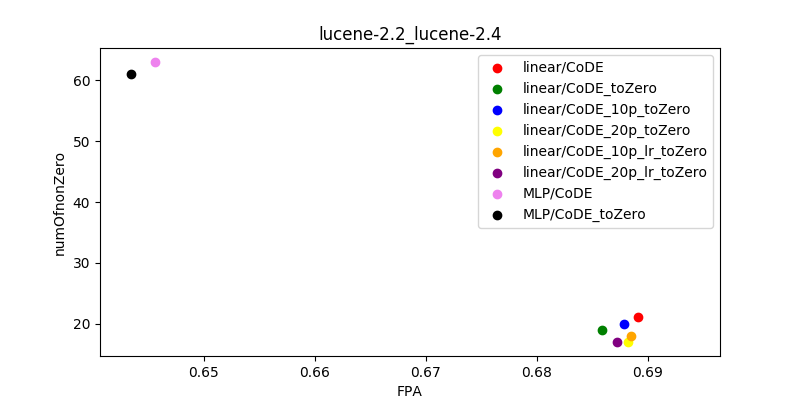 lucene-2.2_lucene-2.4
linear/CoDE
linear/CoDE_toZero
linear/CoDE_10p_toZero
linear/CoDE_20p_toZero
linear/CoDE_10p_lr_toZero
linear/CoDE_20p_lr_toZero
MLP/CoDE
MLP/CoDE_toZero
numOfnonZero
60
50
40
30
20
0.65 0.66 0.67 0.68 0.69
FPA